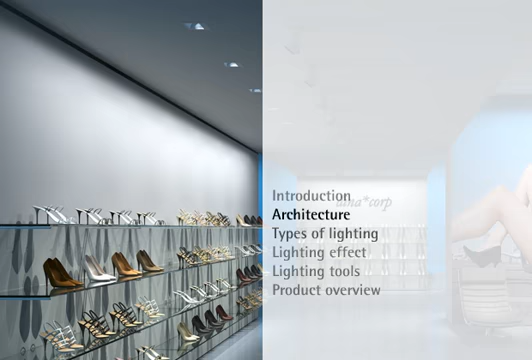 Introduction
Architecture
Types of lighting
Lighting effect
Lighting tools
Product overview